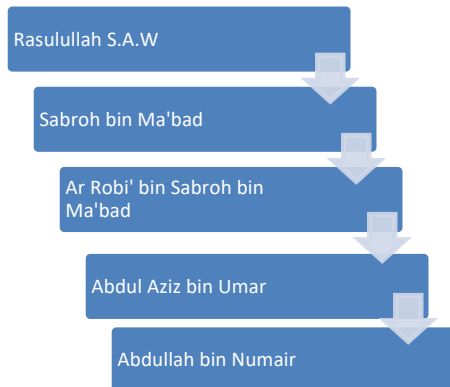 Rasulullah S.A.W
Sabroh bin Ma'bad
Ar Robi' bin Sabroh bin
Ma'bad
Abdul Aziz bin Umar
Abdullah bin Numair